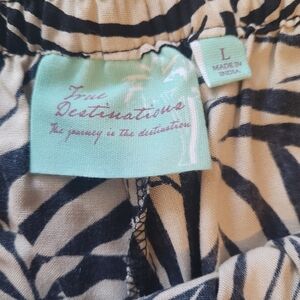 True
Destinations
The journey is the destination
L
MADE IN
INDIA